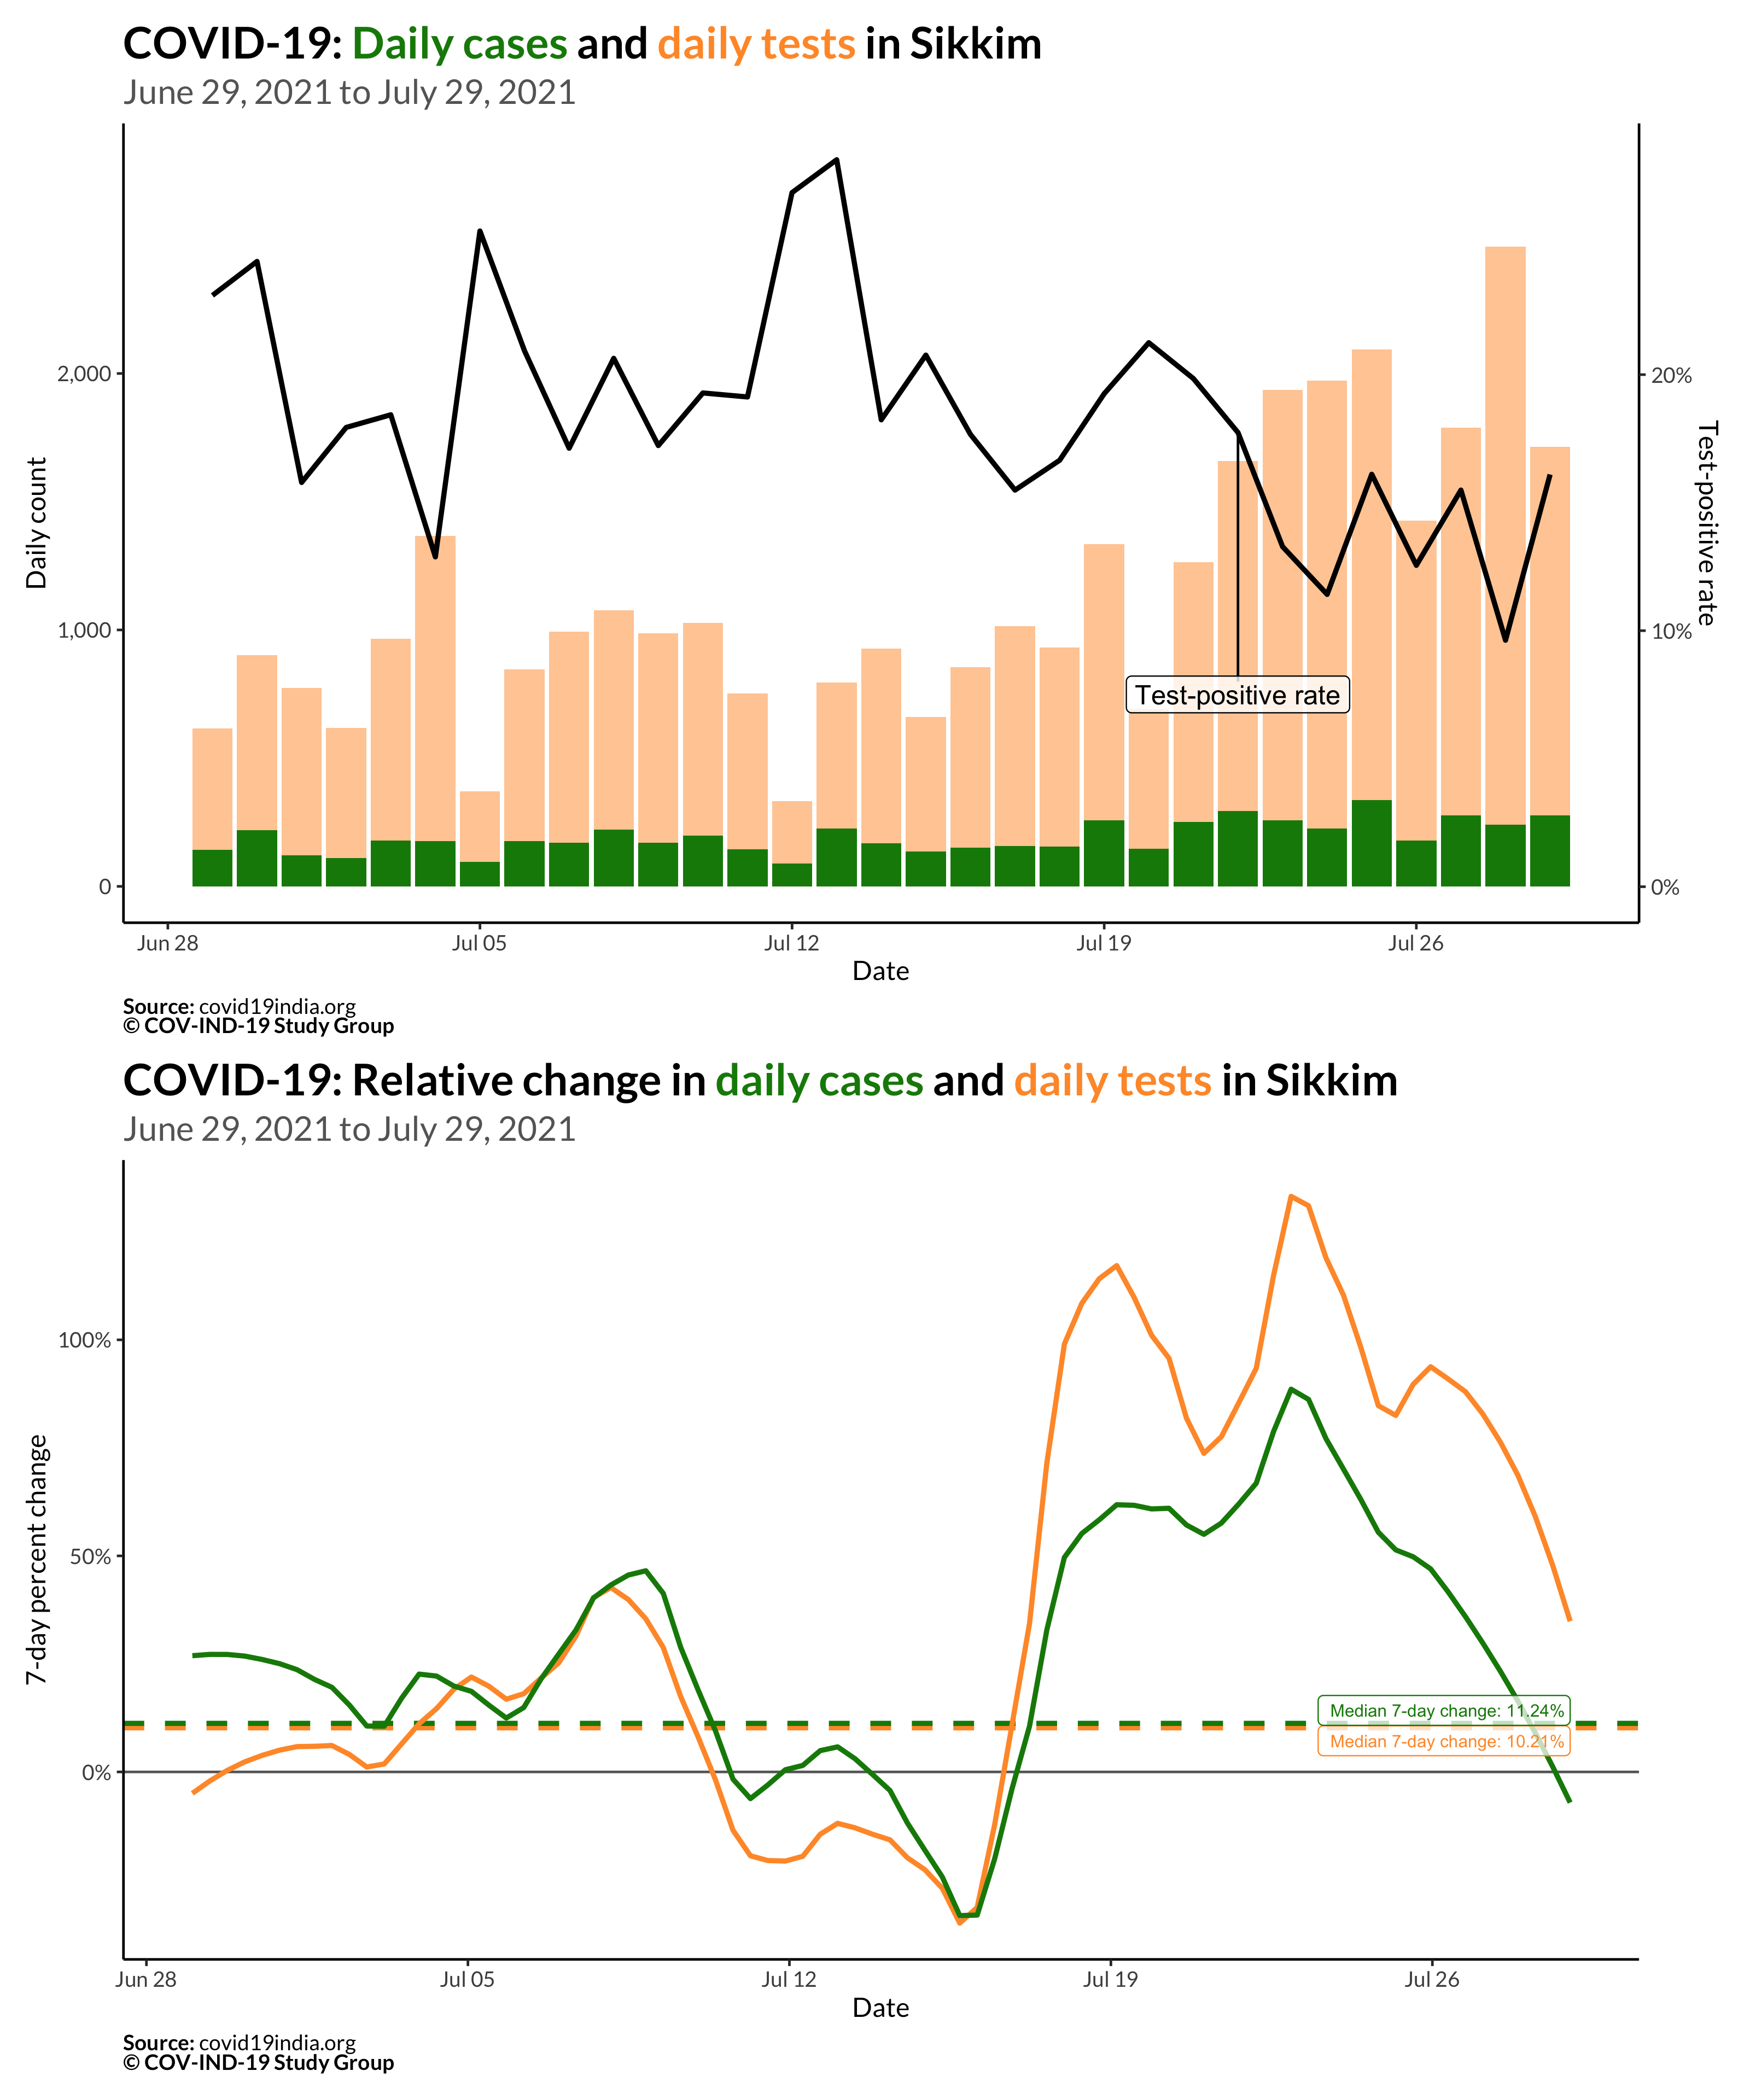 COVID-19: Daily cases and daily tests in Sikkim
June 29, 2021 to July 29, 2021
Daily count
2,000
1,000
0
20%
10%
0%
Test-positive rate
Test-positive rate
Jun 28
Jul 05
Jul 12
Jul 19
Jul 26
Date
Source: covid19india.org
© COV-IND-19 Study Group
COVID-19: Relative change in daily cases and daily tests in Sikkim
June 29, 2021 to July 29, 2021
7-day percent change
100%
50%
0%
Median 7-day change: 11.24%
Median 7-day change: 10.21%
Jun 28
Jul 05
Jul 12
Jul 19
Jul 26
Date
Source: covid19india.org
© COV-IND-19 Study Group